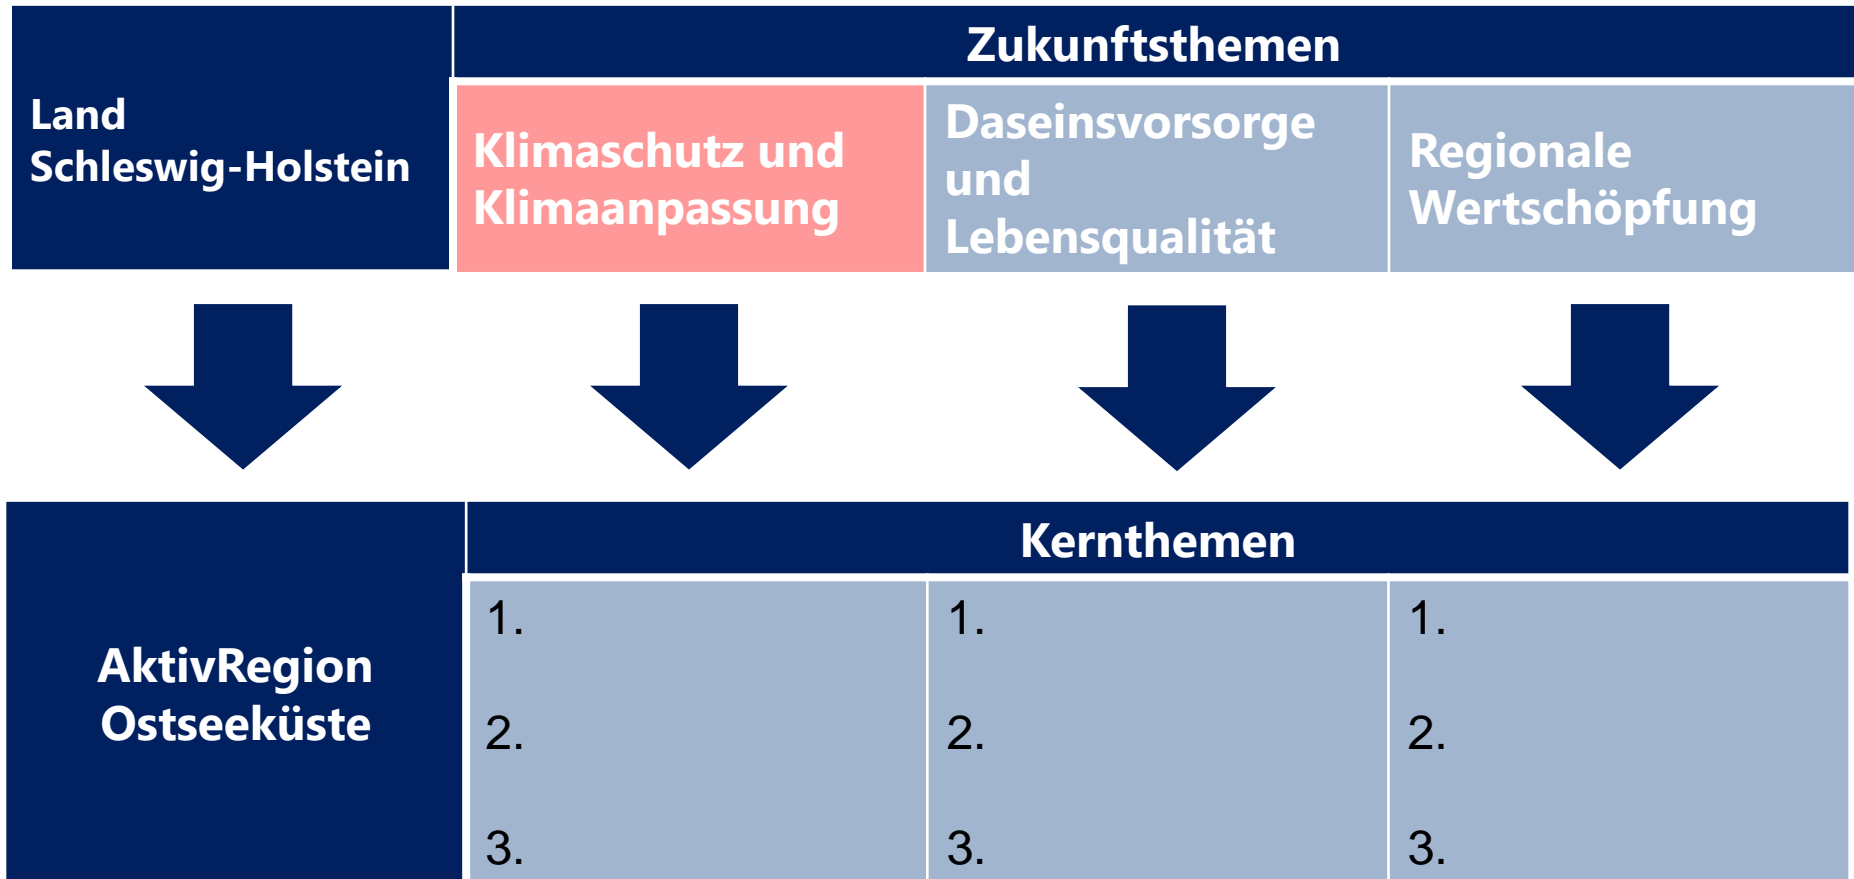 Zukunftsthemen
Land
Schleswig-Holstein
Klimaschutz und
Klimaanpassung
Daseinsvorsorge
und
Lebensqualität
Regionale
Wertschöpfung
Kernthemen
AktivRegion
Ostseeküste
1.
2.
3.
1.
2.
3.
1.
2.
3.